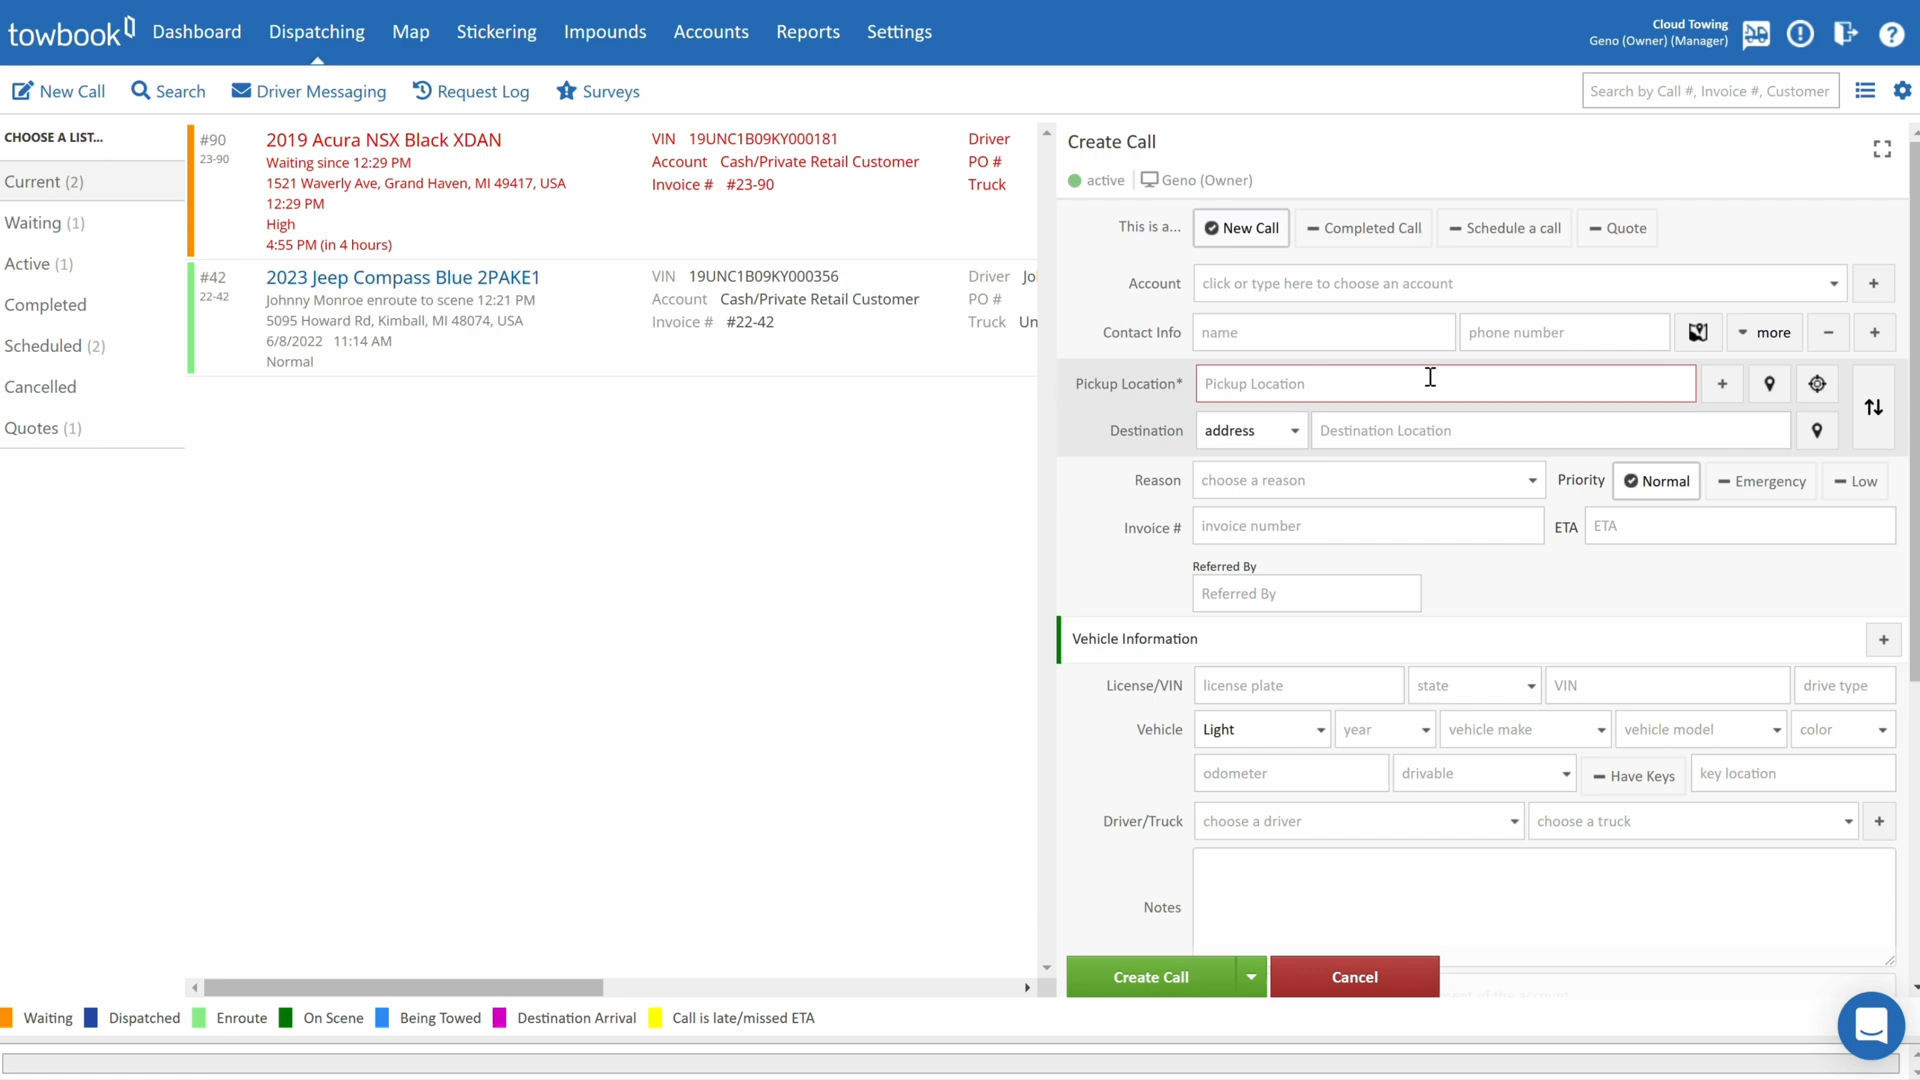 towbook
Dashboard Dispatching Map Stickering Impounds Accounts Reports Settings
Cloud Towing
Geno (Owner) (Manager)
New Call Search Driver Messaging Request Log Surveys
Search by Call #, Invoice #, Customer
CHOOSE A LIST...
Current (2)
Waiting (1)
Active (1)
Completed
Scheduled (2)
Cancelled
Quotes (1)
#90
23-90
2019 Acura NSX Black XDAN
Waiting since 12:29 PM
1521 Waverly Ave, Grand Haven, MI 49417, USA
12:29 PM
High
4:55 PM (in 4 hours)
VIN 19UNC1B09KY000181
Account Cash/Private Retail Customer
Invoice # #23-90
Driver
PO #
Truck
#42
22-42
2023 Jeep Compass Blue 2PAKE1
Johnny Monroe enroute to scene 12:21 PM
5095 Howard Rd, Kimball, MI 48074, USA
6/8/2022 11:14 AM
Normal
VIN 19UNC1B09KY000356
Account Cash/Private Retail Customer
Invoice # #22-42
Driver Jo
PO #
Truck Un
Create Call
active Geno (Owner)
This is a... New Call Completed Call Schedule a call Quote
Account click or type here to choose an account +
Contact Info name phone number more − +
Pickup Location* Pickup Location +
Destination address Destination Location
Reason choose a reason Priority Normal Emergency Low
Invoice # invoice number ETA ETA
Referred By
Referred By
Vehicle Information +
License/VIN license plate state VIN drive type
Vehicle Light year vehicle make vehicle model color
odometer drivable Have Keys key location
Driver/Truck choose a driver choose a truck +
Notes
Create Call Cancel
Waiting Dispatched Enroute On Scene Being Towed Destination Arrival Call is late/missed ETA